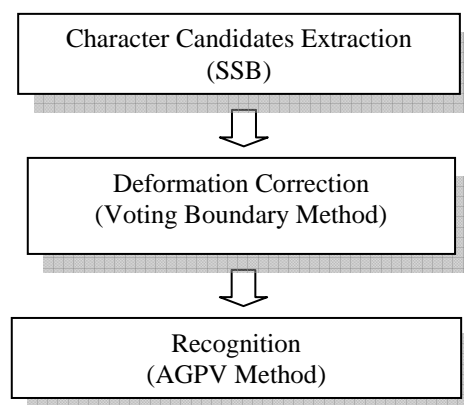 Character Candidates Extraction
(SSB)
Deformation Correction
(Voting Boundary Method)
Recognition
(AGPV Method)